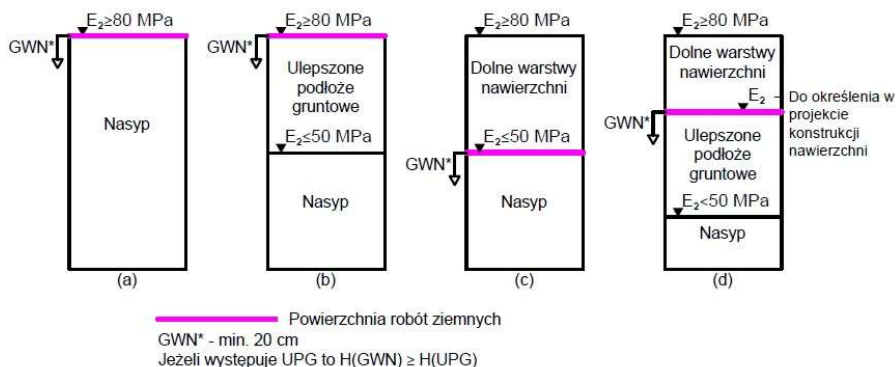 E₂≥80 MPa
GWN*
Nasyp
(a)
E₂≥80 MPa
GWN*
Ulepszone
podłoże
gruntowe
E₂≤50 MPa
Nasyp
(b)
E₂≥80 MPa
Dolne warstwy
nawierzchni
E₂≤50 MPa
GWN*
Nasyp
(c)
E₂≥80 MPa
Dolne warstwy
nawierzchni
E₂ – Do określenia w
projekcie
konstrukcji
nawierzchni
GWN*
Ulepszone
podłoże
gruntowe
E₂<50 MPa
Nasyp
(d)
Powierzchnia robót ziemnych
GWN* - min. 20 cm
Jeżeli występuje UPG to H(GWN) ≥ H(UPG)